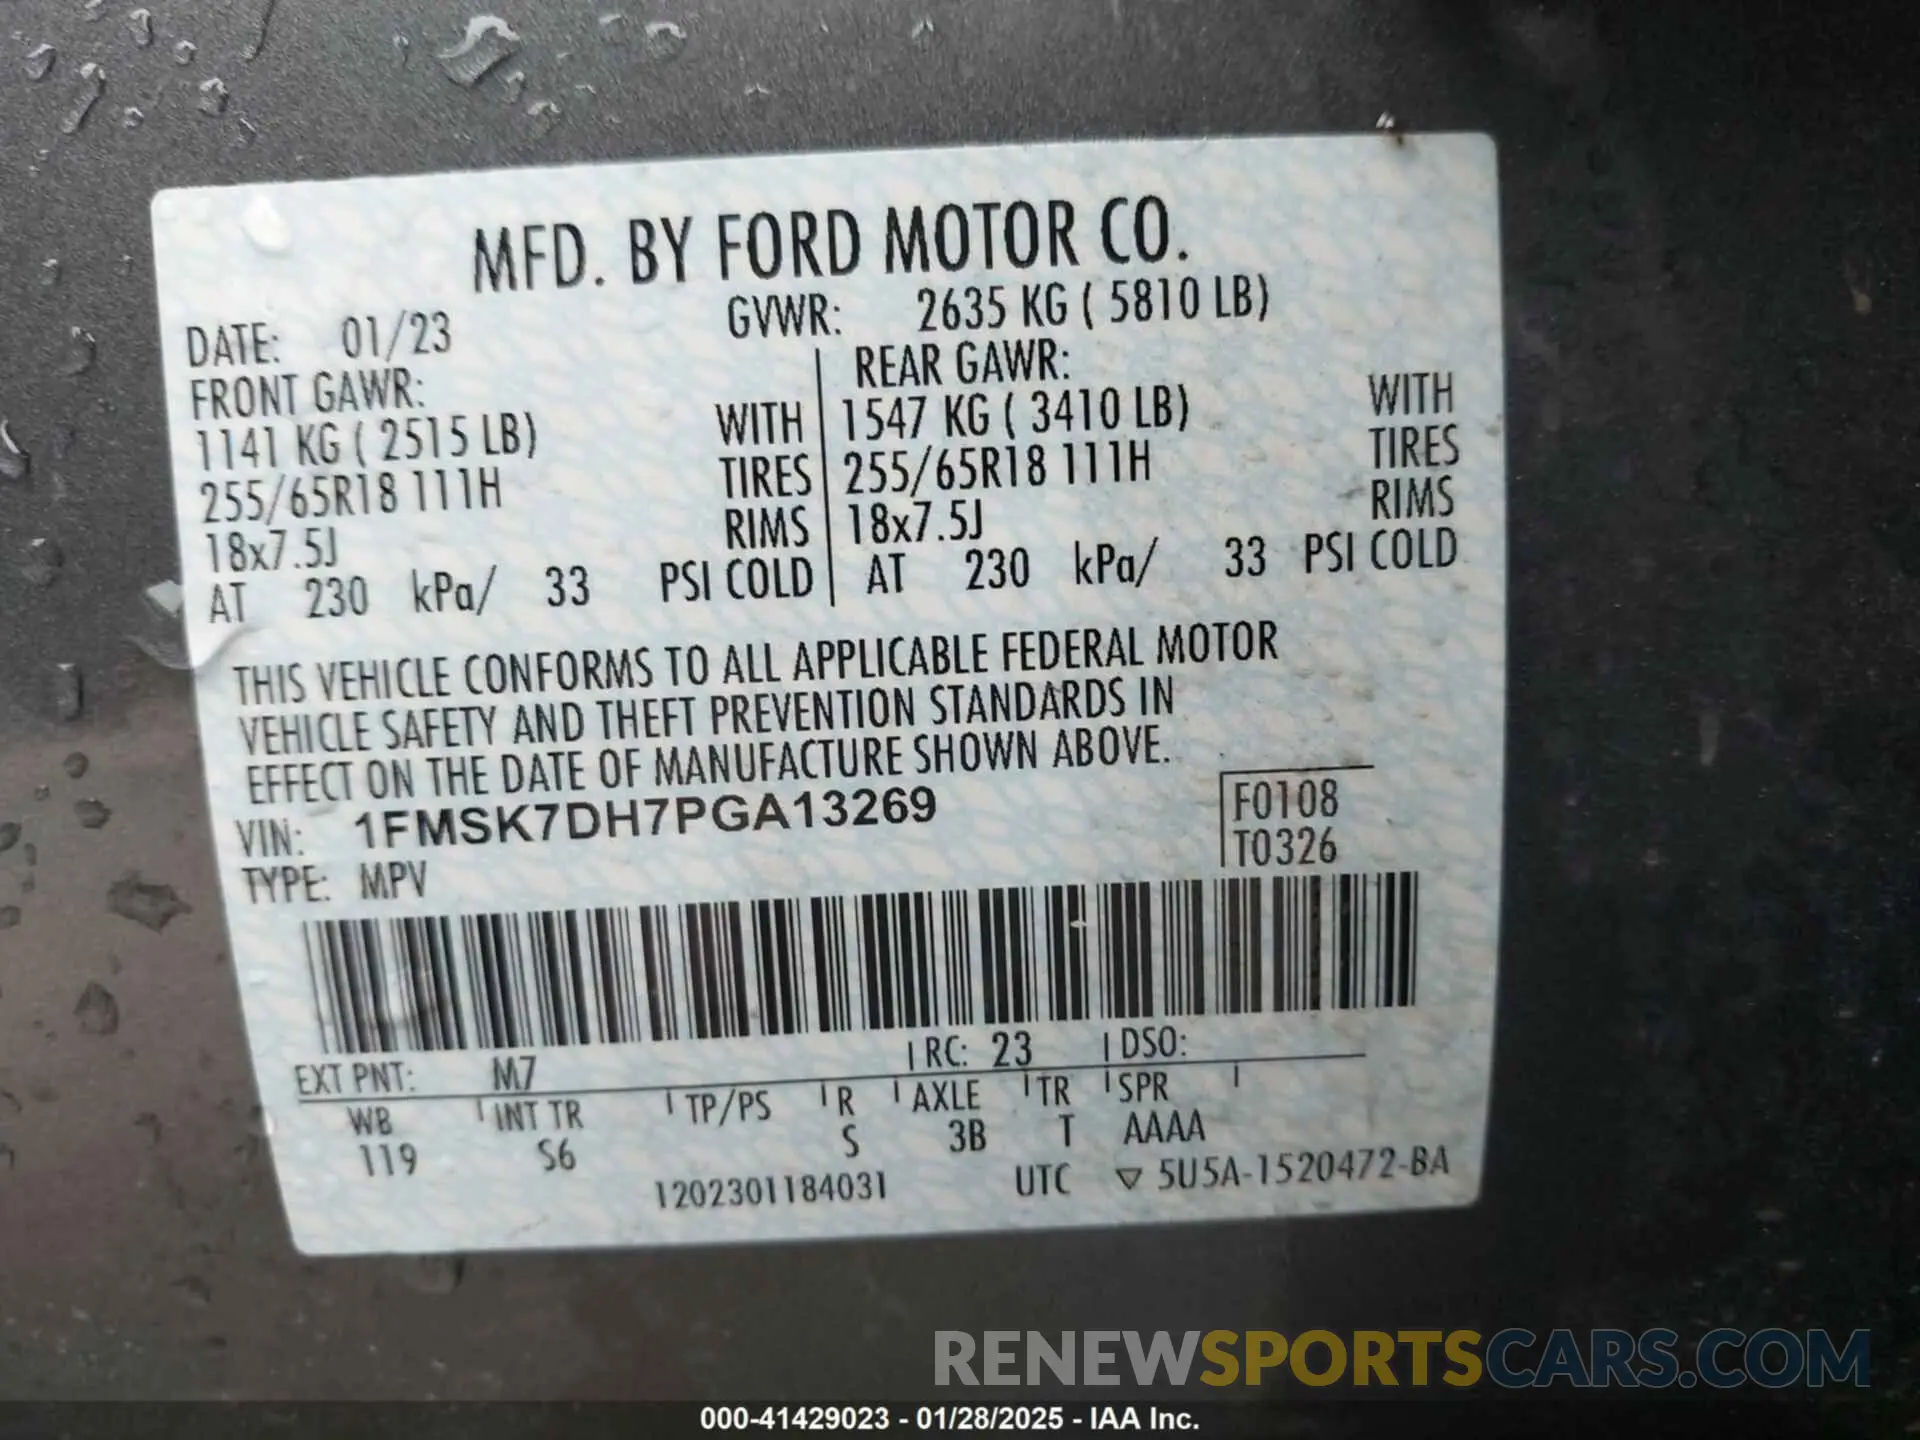 MFD. BY FORD MOTOR CO.
DATE: 01/23 GVWR: 2635 KG ( 5810 LB)
FRONT GAWR: REAR GAWR:
1141 KG ( 2515 LB) WITH 1547 KG ( 3410 LB) WITH
255/65R18 111H TIRES 255/65R18 111H TIRES
18x7.5J RIMS 18x7.5J RIMS
AT 230 kPa/ 33 PSI COLD AT 230 kPa/ 33 PSI COLD
THIS VEHICLE CONFORMS TO ALL APPLICABLE FEDERAL MOTOR
VEHICLE SAFETY AND THEFT PREVENTION STANDARDS IN
EFFECT ON THE DATE OF MANUFACTURE SHOWN ABOVE.
VIN: 1FMSK7DH7PGA13269 F0108
TYPE: MPV T0326
EXT PNT: M7 RC: 23 DSO:
WB INT TR TP/PS R AXLE TR SPR
119 S6 S 3B T AAAA
1202301184031 UTC ▽ 5U5A-1520472-BA
RENEWSPORTSCARS.COM
000-41429023 - 01/28/2025 - IAA Inc.